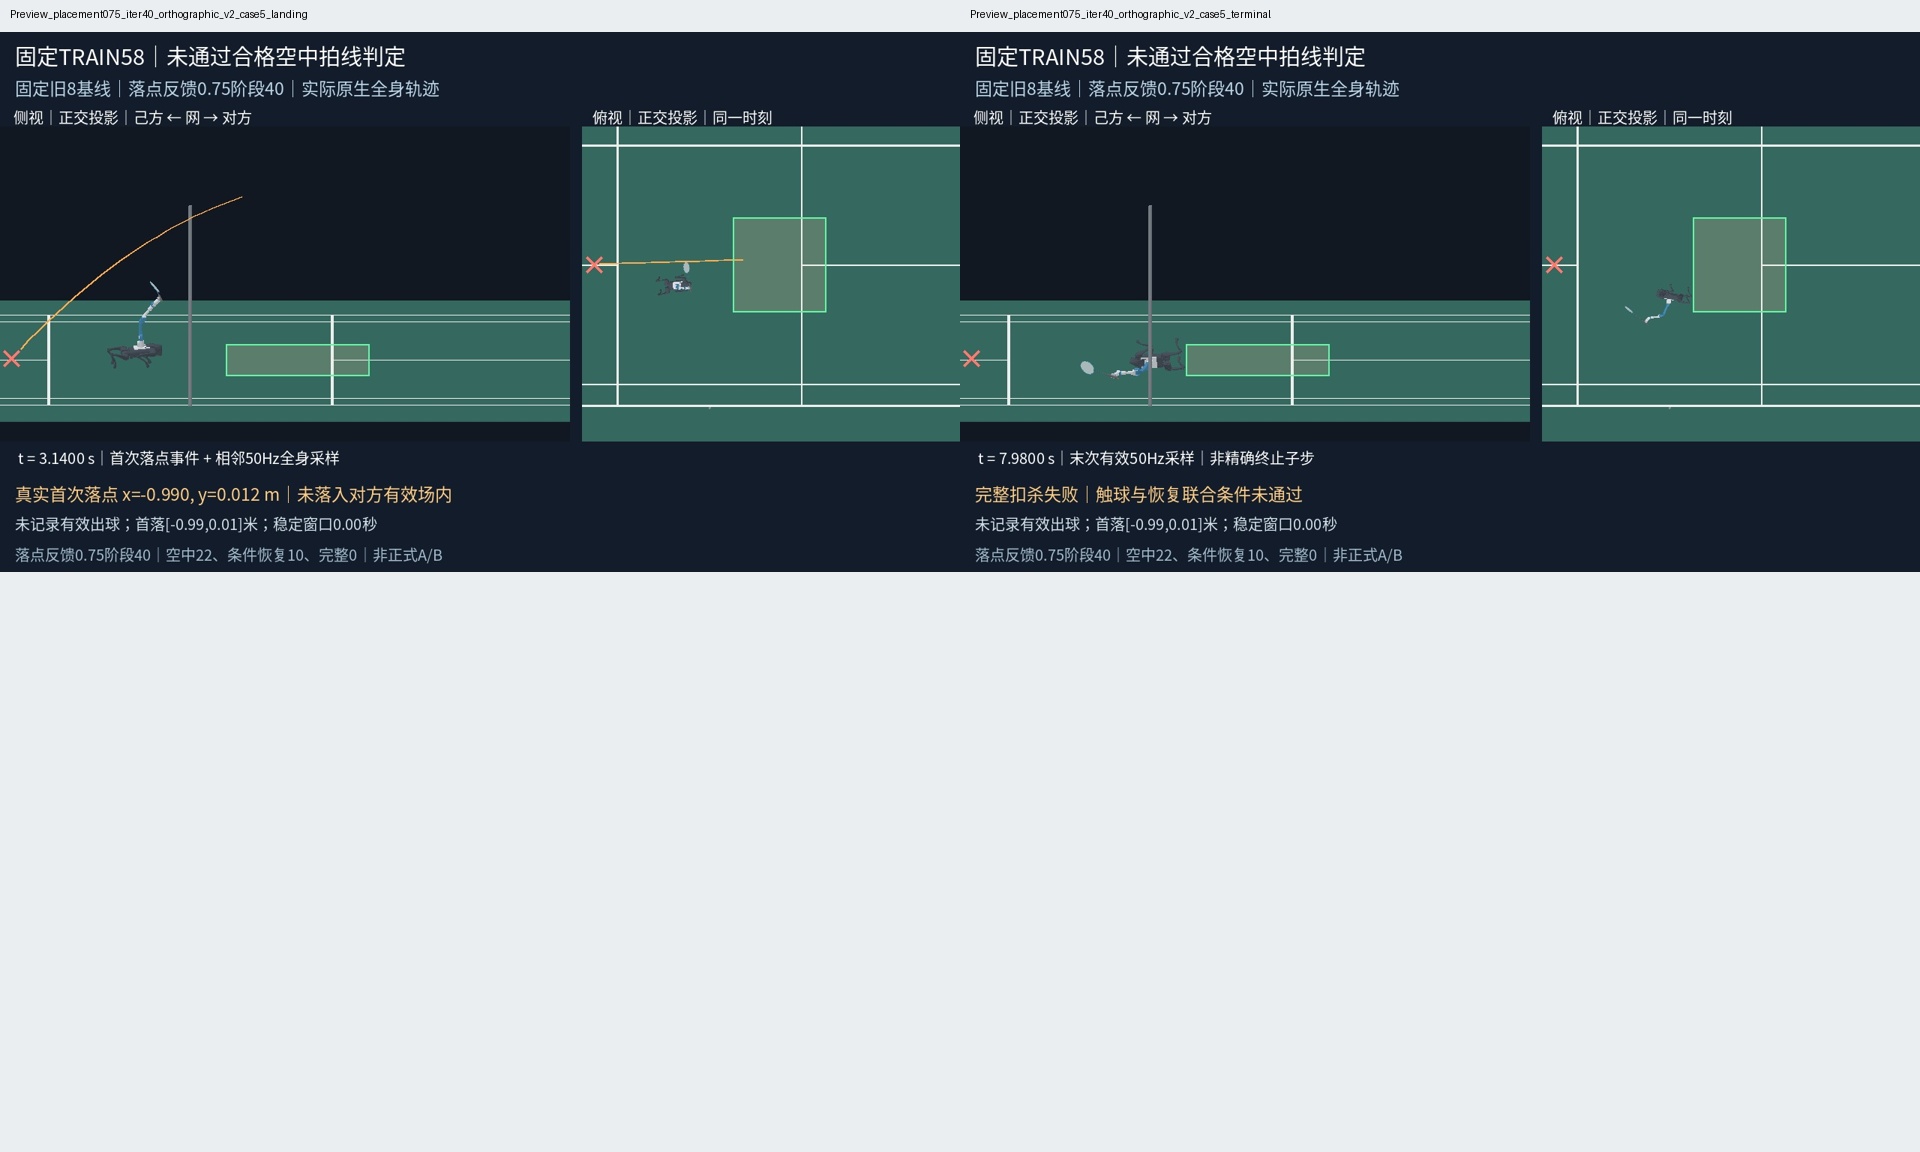 Preview_placement075_iter40_orthographic_v2_case5_landing
固定TRAIN58｜未通过合格空中拍线判定
固定旧8基线｜落点反馈0.75阶段40｜实际原生全身轨迹
侧视｜正交投影｜己方 ← 网 → 对方
俯视｜正交投影｜同一时刻
t = 3.1400 s｜首次落点事件 + 相邻50Hz全身采样
真实首次落点 x=-0.990, y=0.012 m｜未落入对方有效场内
未记录有效出球；首落[-0.99,0.01]米；稳定窗口0.00秒
落点反馈0.75阶段40｜空中22、条件恢复10、完整0｜非正式A/B
Preview_placement075_iter40_orthographic_v2_case5_terminal
固定TRAIN58｜未通过合格空中拍线判定
固定旧8基线｜落点反馈0.75阶段40｜实际原生全身轨迹
侧视｜正交投影｜己方 ← 网 → 对方
俯视｜正交投影｜同一时刻
t = 7.9800 s｜末次有效50Hz采样｜非精确终止子步
完整扣杀失败｜触球与恢复联合条件未通过
未记录有效出球；首落[-0.99,0.01]米；稳定窗口0.00秒
落点反馈0.75阶段40｜空中22、条件恢复10、完整0｜非正式A/B